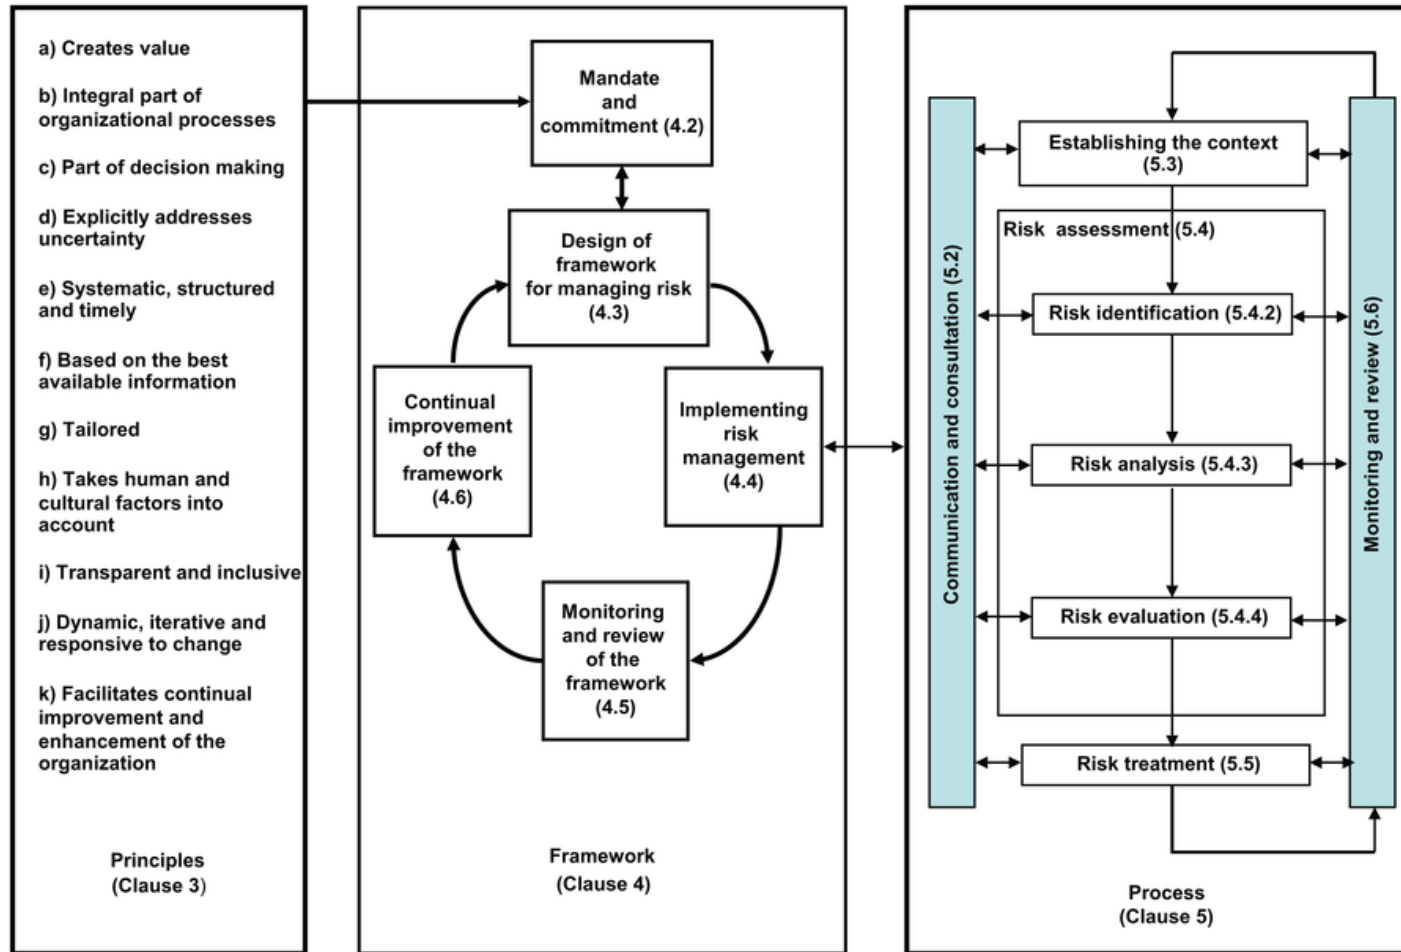 a) Creates value
b) Integral part of
organizational processes
c) Part of decision making
d) Explicitly addresses
uncertainty
e) Systematic, structured
and timely
f) Based on the best
available information
g) Tailored
h) Takes human and
cultural factors into
account
i) Transparent and inclusive
j) Dynamic, iterative and
responsive to change
k) Facilitates continual
improvement and
enhancement of the
organization
Principles
(Clause 3)
Mandate
and
commitment (4.2)
Design of
framework
for managing risk
(4.3)
Implementing
risk
management
(4.4)
Monitoring
and review
of the
framework
(4.5)
Continual
improvement
of the
framework
(4.6)
Framework
(Clause 4)
Communication and consultation (5.2)
Establishing the context
(5.3)
Risk assessment (5.4)
Risk identification (5.4.2)
Risk analysis (5.4.3)
Risk evaluation (5.4.4)
Risk treatment (5.5)
Monitoring and review (5.6)
Process
(Clause 5)